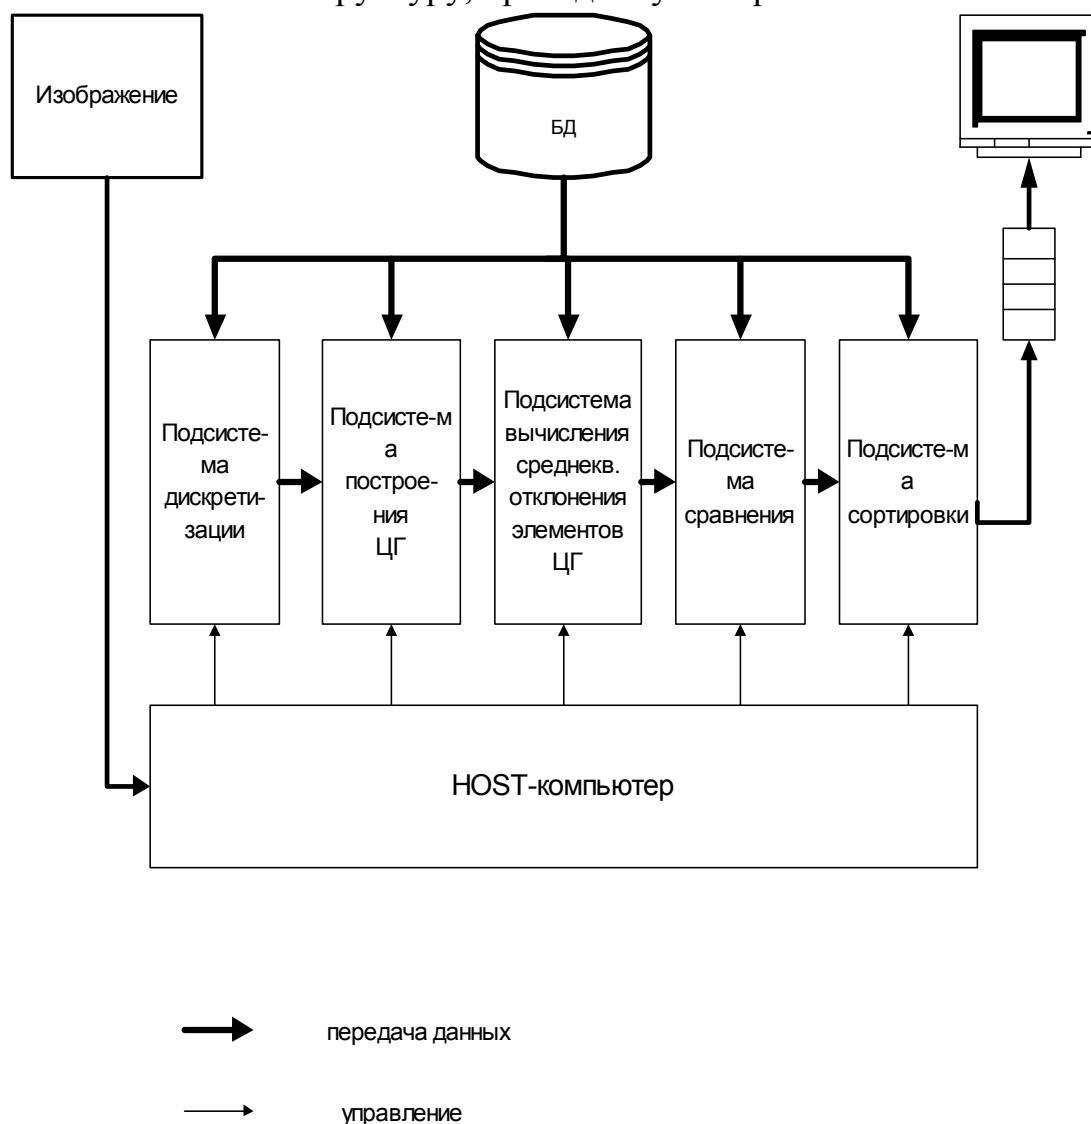 Изображение
БД
Подсисте-
ма
дискрети-
зации
Подсисте-м
а
построе-
ния
ЦГ
Подсистема
вычисления
среднекв.
отклонения
элементов
ЦГ
Подсисте-
ма
сравнения
Подсисте-м
а
сортировки
HOST-компьютер
передача данных
управление